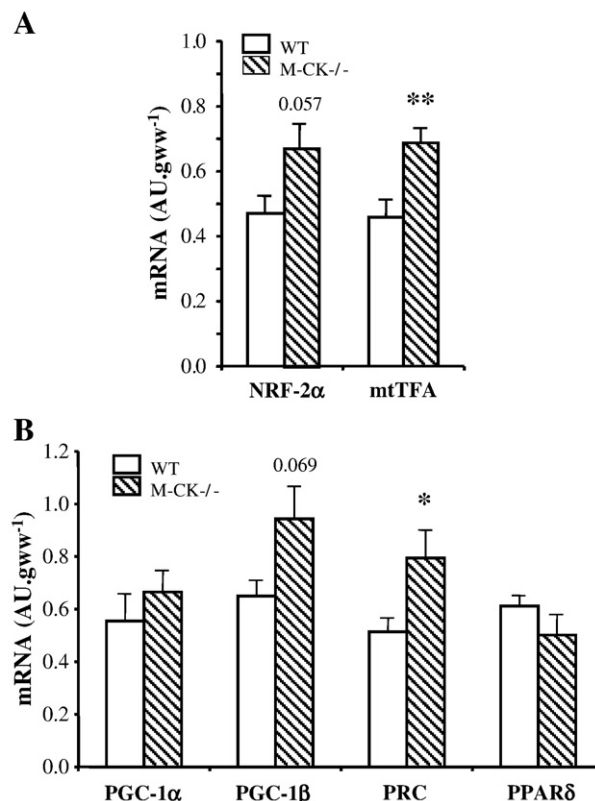 A
WT
M-CK-/-
0.057
**
1.0
0.8
0.6
0.4
0.2
0.0
mRNA (AU.gww⁻¹)
NRF-2α mtTFA
B
WT
M-CK-/-
0.069
*
1.2
1.0
0.8
0.6
0.4
0.2
0.0
mRNA (AU.gww⁻¹)
PGC-1α PGC-1β PRC PPARδ